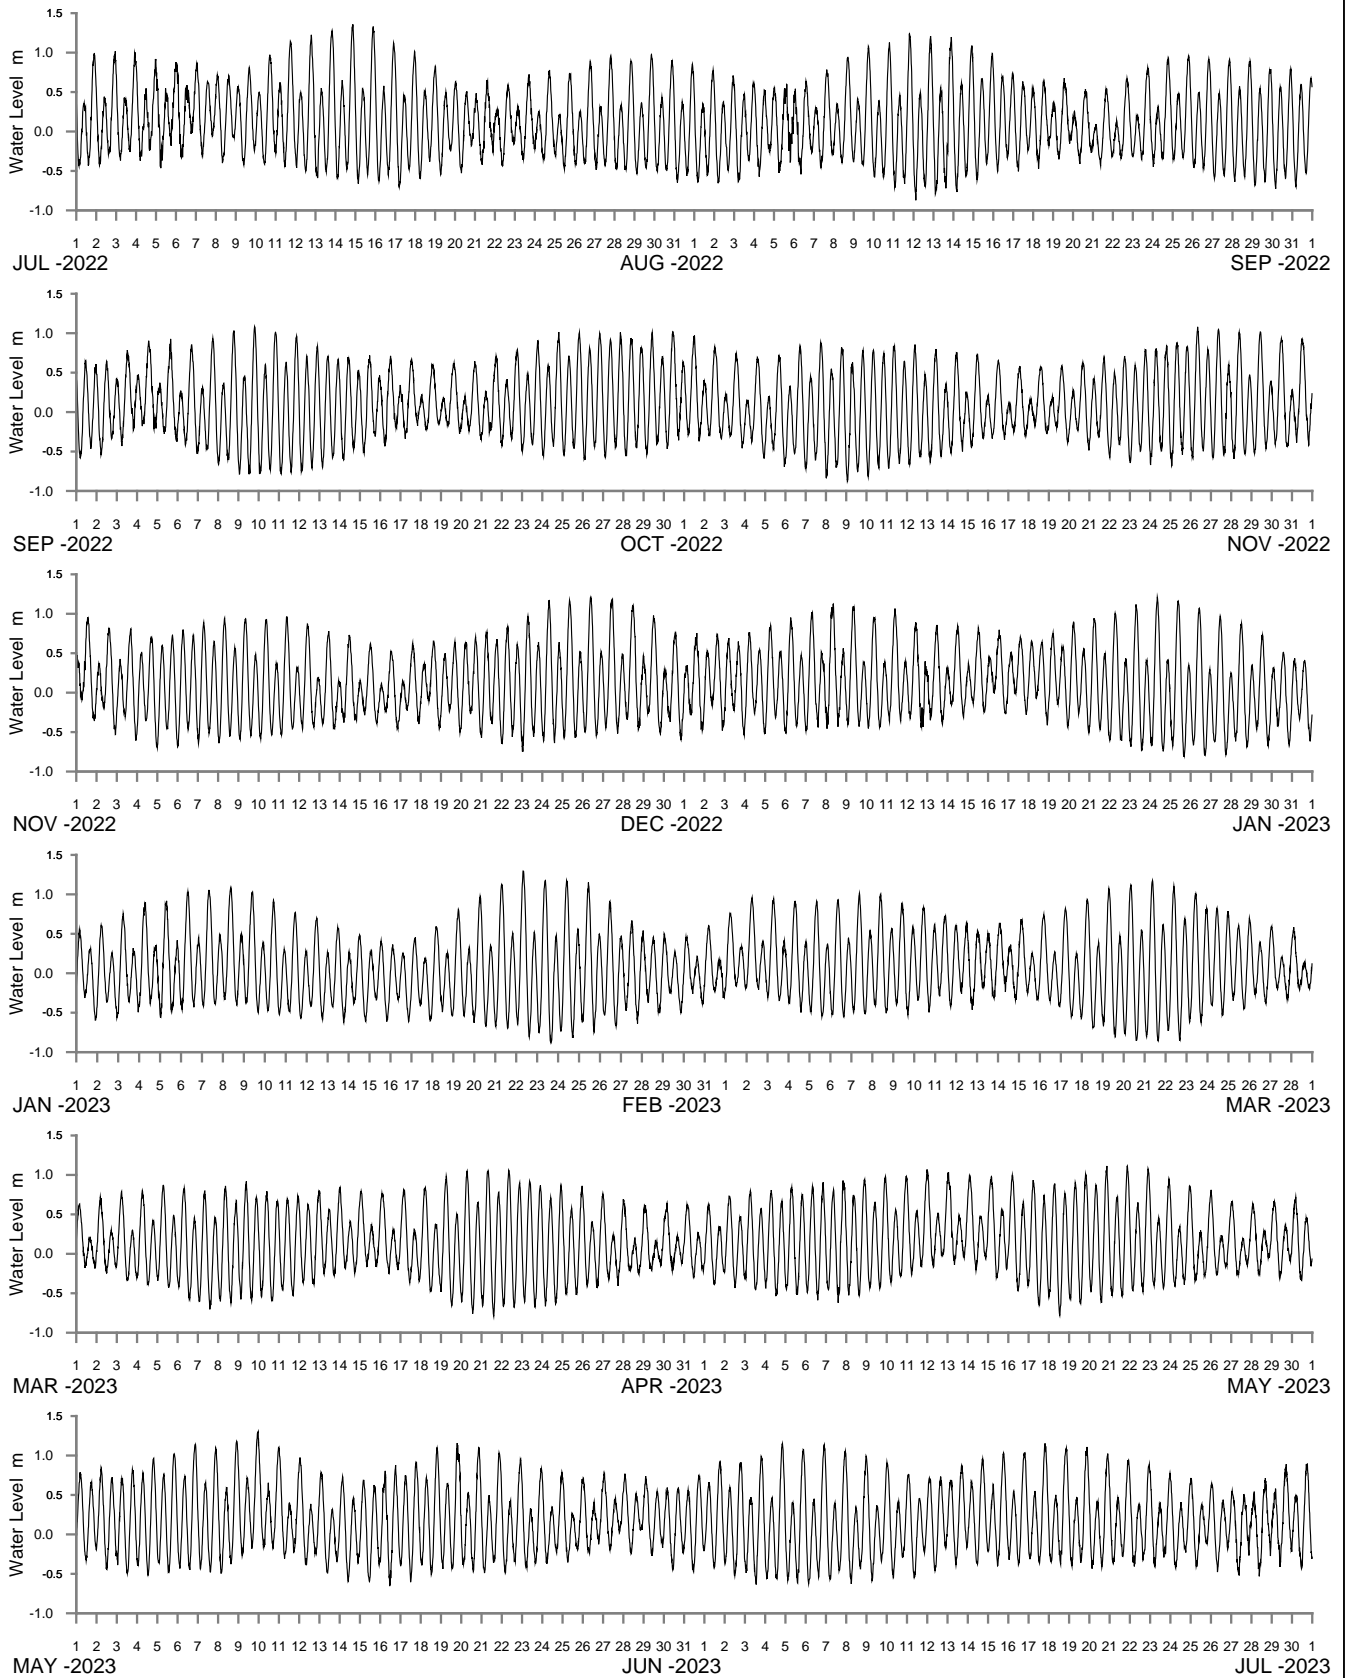 1.5
1.0
0.5
0.0
-0.5
-1.0
Water Level m
1 2 3 4 5 6 7 8 9 10 11 12 13 14 15 16 17 18 19 20 21 22 23 24 25 26 27 28 29 30 31 1 2 3 4 5 6 7 8 9 10 11 12 13 14 15 16 17 18 19 20 21 22 23 24 25 26 27 28 29 30 31 1
JUL -2022 AUG -2022 SEP -2022
1.5
1.0
0.5
0.0
-0.5
-1.0
Water Level m
1 2 3 4 5 6 7 8 9 10 11 12 13 14 15 16 17 18 19 20 21 22 23 24 25 26 27 28 29 30 1 2 3 4 5 6 7 8 9 10 11 12 13 14 15 16 17 18 19 20 21 22 23 24 25 26 27 28 29 30 31 1
SEP -2022 OCT -2022 NOV -2022
1.5
1.0
0.5
0.0
-0.5
-1.0
Water Level m
1 2 3 4 5 6 7 8 9 10 11 12 13 14 15 16 17 18 19 20 21 22 23 24 25 26 27 28 29 30 1 2 3 4 5 6 7 8 9 10 11 12 13 14 15 16 17 18 19 20 21 22 23 24 25 26 27 28 29 30 31 1
NOV -2022 DEC -2022 JAN -2023
1.5
1.0
0.5
0.0
-0.5
-1.0
Water Level m
1 2 3 4 5 6 7 8 9 10 11 12 13 14 15 16 17 18 19 20 21 22 23 24 25 26 27 28 29 30 31 1 2 3 4 5 6 7 8 9 10 11 12 13 14 15 16 17 18 19 20 21 22 23 24 25 26 27 28 1
JAN -2023 FEB -2023 MAR -2023
1.5
1.0
0.5
0.0
-0.5
-1.0
Water Level m
1 2 3 4 5 6 7 8 9 10 11 12 13 14 15 16 17 18 19 20 21 22 23 24 25 26 27 28 29 30 31 1 2 3 4 5 6 7 8 9 10 11 12 13 14 15 16 17 18 19 20 21 22 23 24 25 26 27 28 29 30 1
MAR -2023 APR -2023 MAY -2023
1.5
1.0
0.5
0.0
-0.5
-1.0
Water Level m
1 2 3 4 5 6 7 8 9 10 11 12 13 14 15 16 17 18 19 20 21 22 23 24 25 26 27 28 29 30 31 1 2 3 4 5 6 7 8 9 10 11 12 13 14 15 16 17 18 19 20 21 22 23 24 25 26 27 28 29 30 1
MAY -2023 JUN -2023 JUL -2023